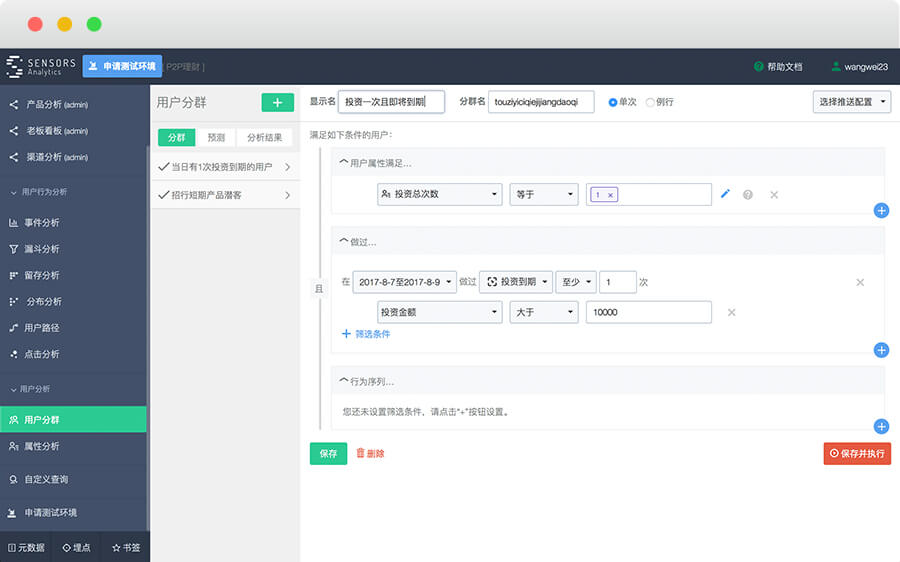 SENSORS
Analytics
申请测试环境
[ P2P理财 ]
帮助文档
wangwei23
产品分析 (admin)
老板看板 (admin)
渠道分析 (admin)
用户行为分析
事件分析
漏斗分析
留存分析
分布分析
用户路径
点击分析
用户分析
用户分群
属性分析
自定义查询
申请测试环境
元数据 埋点 书签
用户分群
分群 预测 分析结果
当日有1次投资到期的用户
招行短期产品潜客
显示名 投资一次且即将到期 分群名 touziyiciqiejijiangdaoqi 单次 例行 选择推送配置
满足如下条件的用户：
且
用户属性满足...
投资总次数 等于 1 ×
做过...
在 2017-8-7至2017-8-9 做过 投资到期 至少 1 次
投资金额 大于 10000
+ 筛选条件
行为序列...
您还未设置筛选条件，请点击“+”按钮设置。
保存 删除 保存并执行